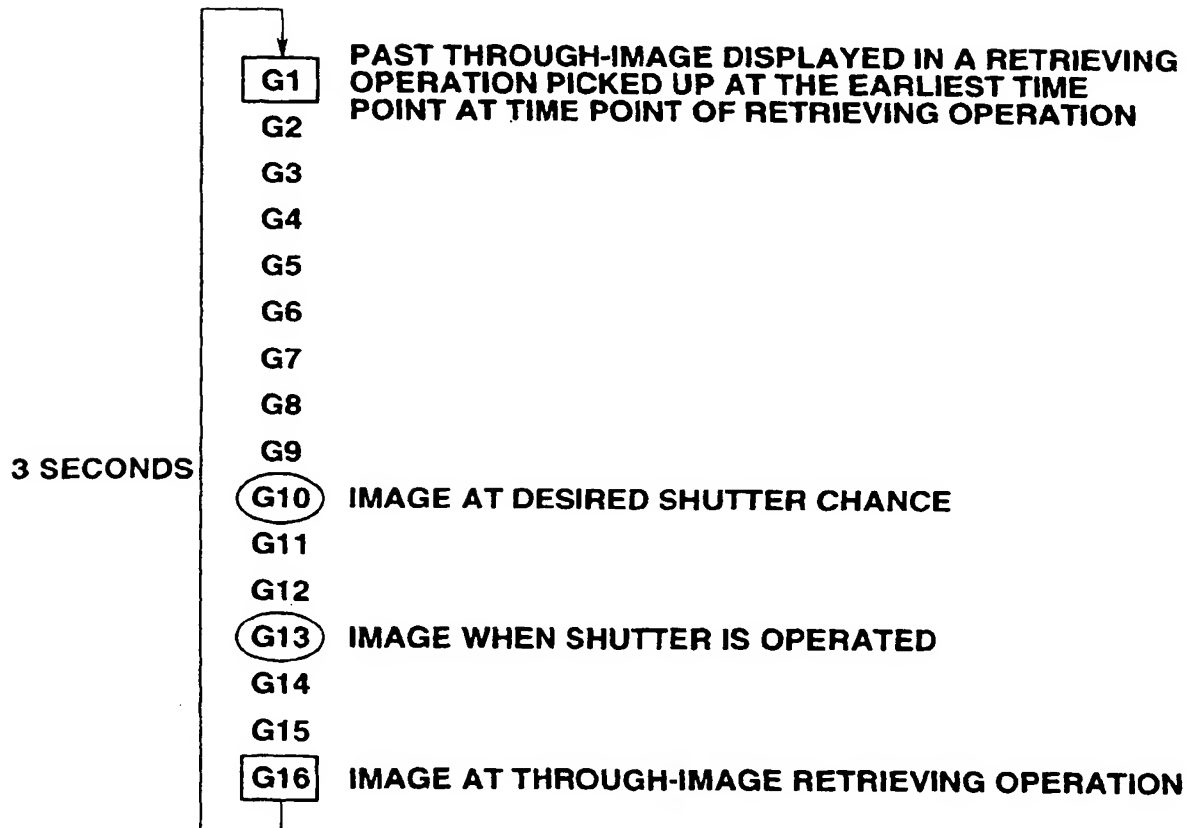 G1 PAST THROUGH-IMAGE DISPLAYED IN A RETRIEVING
OPERATION PICKED UP AT THE EARLIEST TIME
POINT AT TIME POINT OF RETRIEVING OPERATION
G2
G3
G4
G5
G6
G7
G8
G9
3 SECONDS
G10 IMAGE AT DESIRED SHUTTER CHANCE
G11
G12
G13 IMAGE WHEN SHUTTER IS OPERATED
G14
G15
G16 IMAGE AT THROUGH-IMAGE RETRIEVING OPERATION